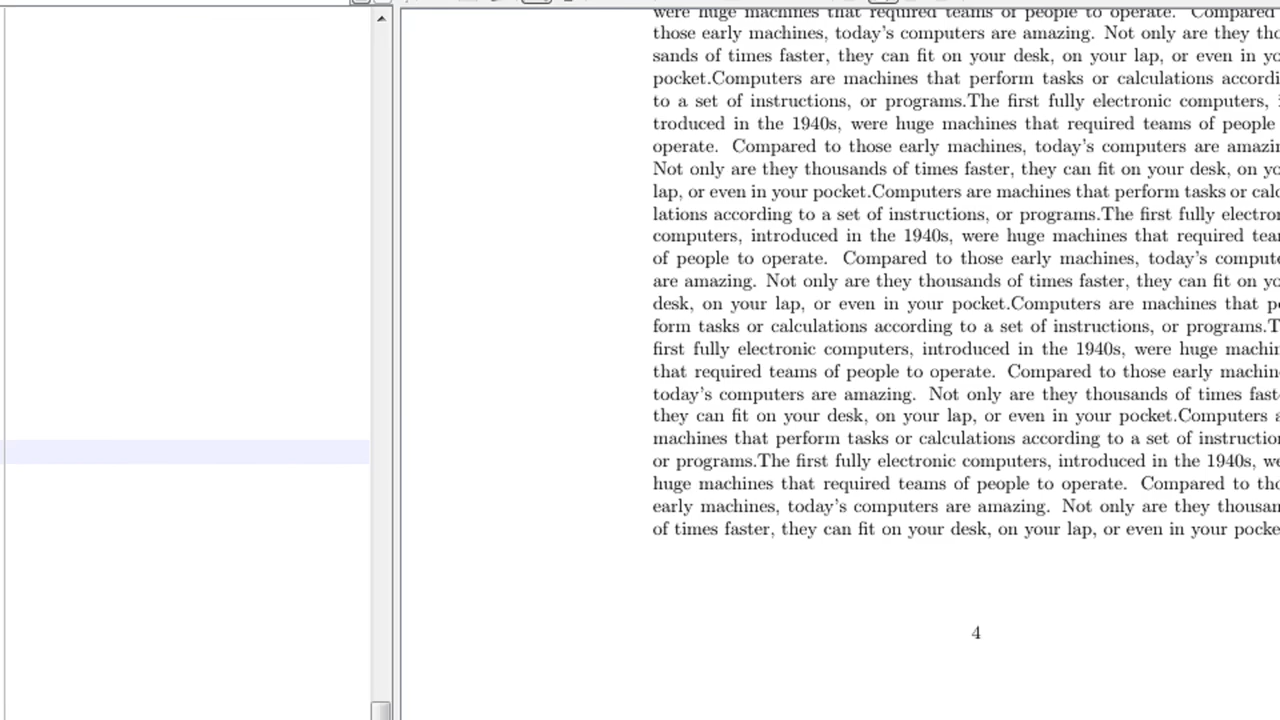 were huge machines that required teams of people to operate. Compared
those early machines, today's computers are amazing. Not only are they tho
sands of times faster, they can fit on your desk, on your lap, or even in yo
pocket.Computers are machines that perform tasks or calculations accordi
to a set of instructions, or programs.The first fully electronic computers, i
troduced in the 1940s, were huge machines that required teams of people
operate. Compared to those early machines, today's computers are amazin
Not only are they thousands of times faster, they can fit on your desk, on yo
lap, or even in your pocket.Computers are machines that perform tasks or calc
lations according to a set of instructions, or programs.The first fully electron
computers, introduced in the 1940s, were huge machines that required tean
of people to operate. Compared to those early machines, today's compute
are amazing. Not only are they thousands of times faster, they can fit on yo
desk, on your lap, or even in your pocket.Computers are machines that pe
form tasks or calculations according to a set of instructions, or programs.T
first fully electronic computers, introduced in the 1940s, were huge machin
that required teams of people to operate. Compared to those early machin
today's computers are amazing. Not only are they thousands of times fast
they can fit on your desk, on your lap, or even in your pocket.Computers a
machines that perform tasks or calculations according to a set of instruction
or programs.The first fully electronic computers, introduced in the 1940s, we
huge machines that required teams of people to operate. Compared to tho
early machines, today's computers are amazing. Not only are they thousan
of times faster, they can fit on your desk, on your lap, or even in your pocke
4